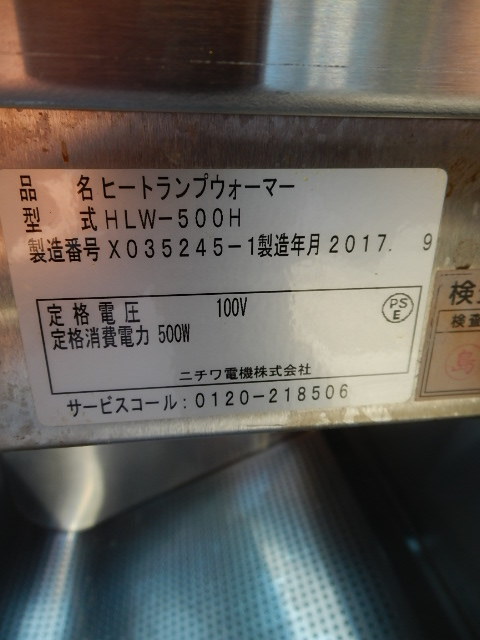 品　名 ヒートランプウォーマー
型　式 HLW-500H
製造番号 X035245-1 製造年月 2017. 9
定格電圧 100V
PS
E
定格消費電力 500W
ニチワ電機株式会社
サービスコール:0120-218506
検
検査